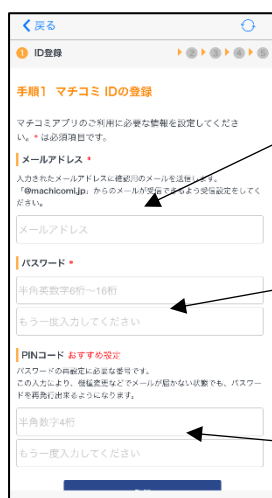 戻る
1 ID登録 2 3 4 5
手順1 マチコミ IDの登録
マチコミアプリのご利用に必要な情報を設定してくださ
い。* は必須項目です。
メールアドレス *
入力されたメールアドレスに確認用のメールを送信します。
「@machicomi.jp」からのメールが受信できるよう受信設定をしてく
ださい。
メールアドレス
パスワード *
半角英数字6桁〜16桁
もう一度入力してください
PINコード おすすめ設定
パスワードの再設定に必要な番号です。
この入力により、機種変更などでメールが届かない状態でも、パスワー
ドを再発行出来るようになります。
半角数字4桁
もう一度入力してください